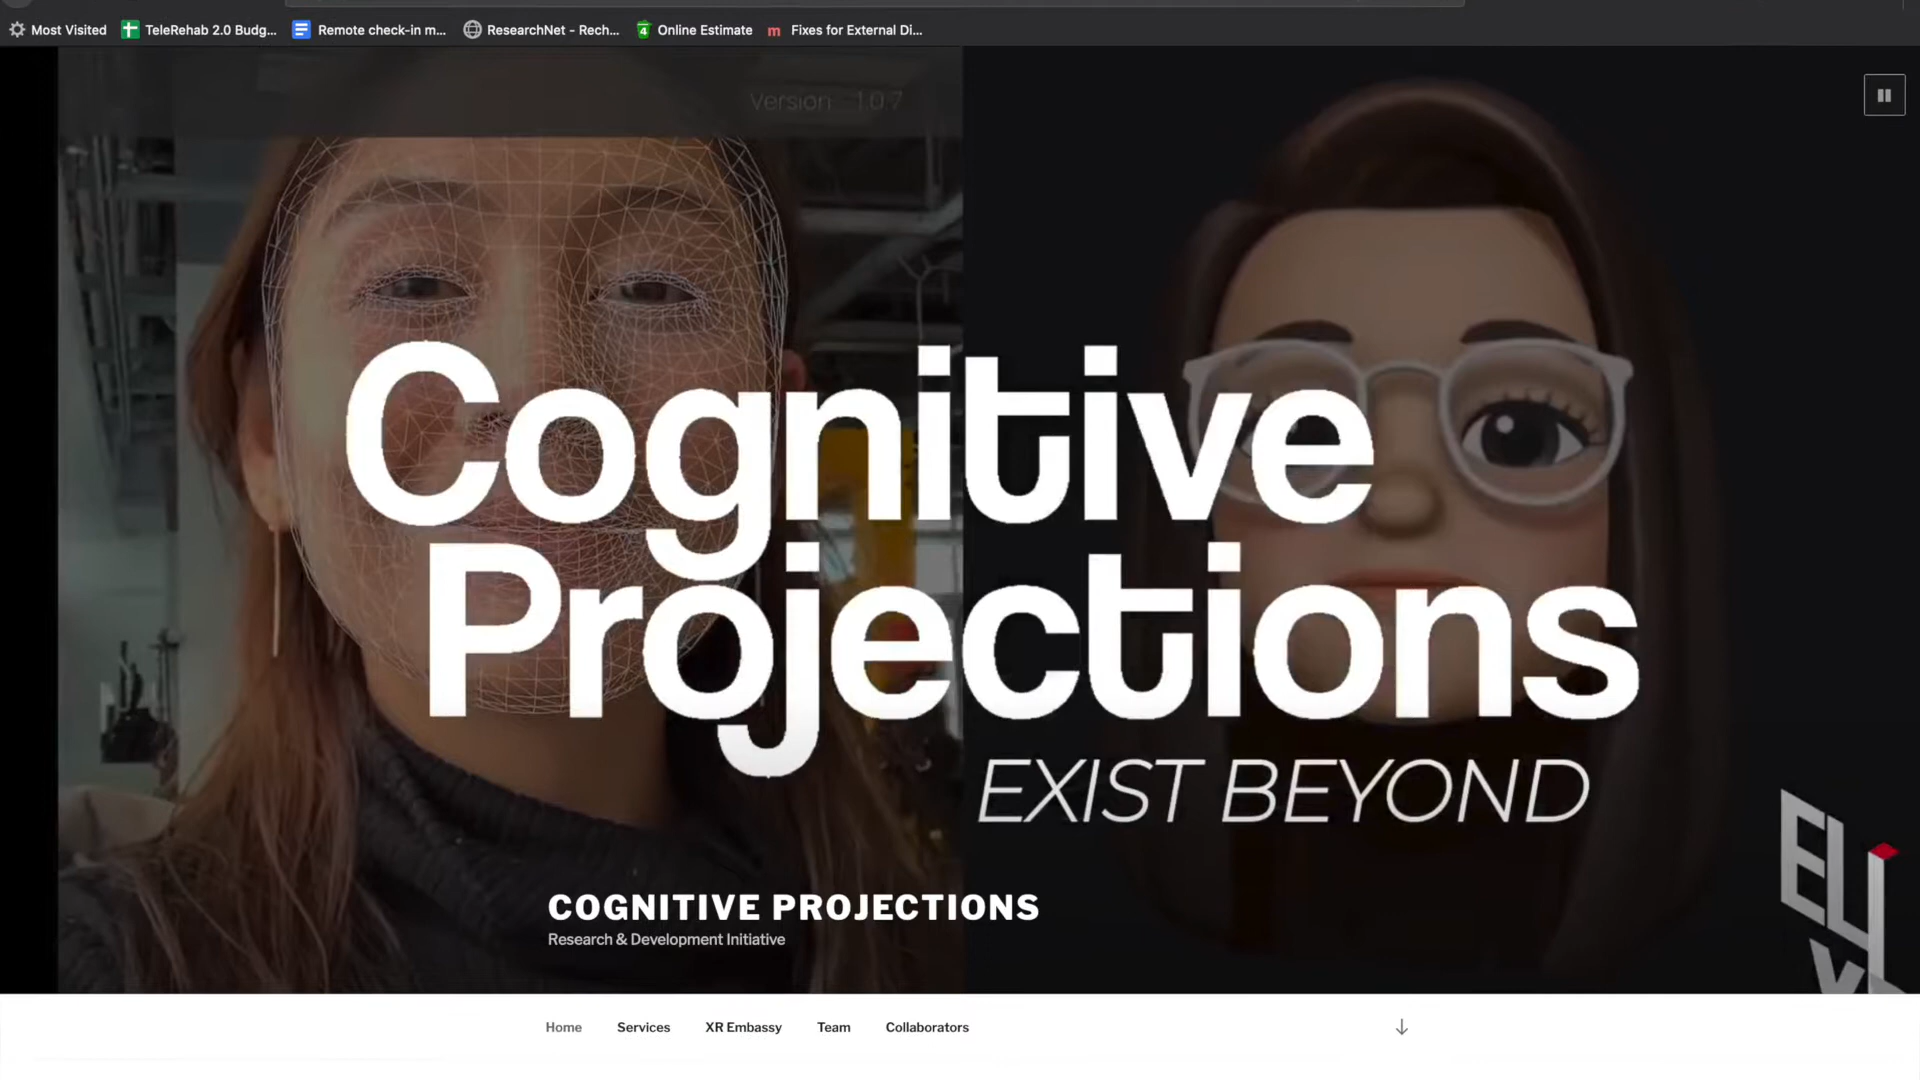 Most Visited
TeleRehab 2.0 Budg...
Remote check-in m...
ResearchNet - Rech...
4
Online Estimate
m
Fixes for External Di...
Version 1.0.7
Cognitive
Projections
EXIST BEYOND
COGNITIVE PROJECTIONS
Research & Development Initiative
Home
Services
XR Embassy
Team
Collaborators